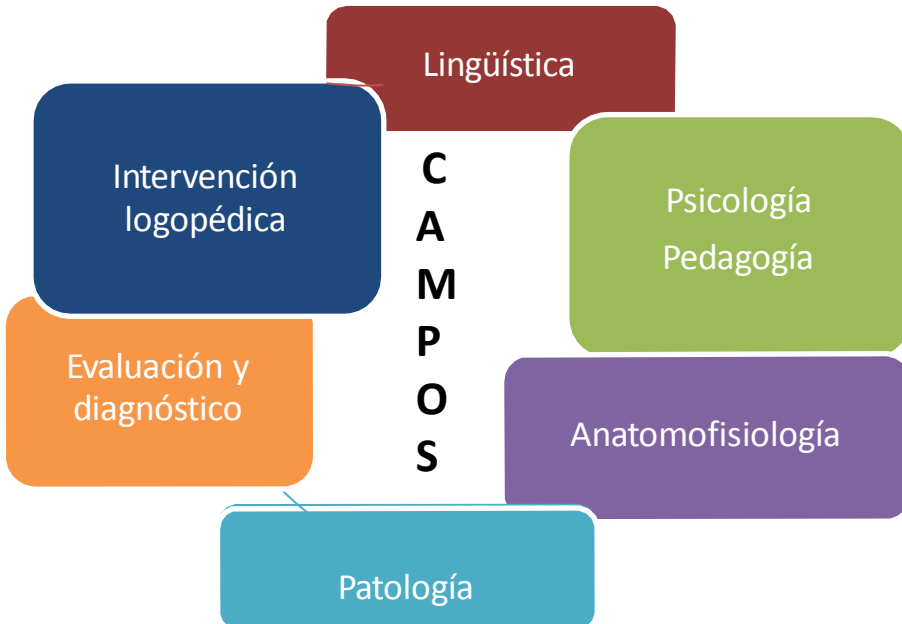 Lingüística
Intervención
logopédica
C
A
M
P
O
S
Psicología
Pedagogía
Evaluación y
diagnóstico
Anatomofisiología
Patología